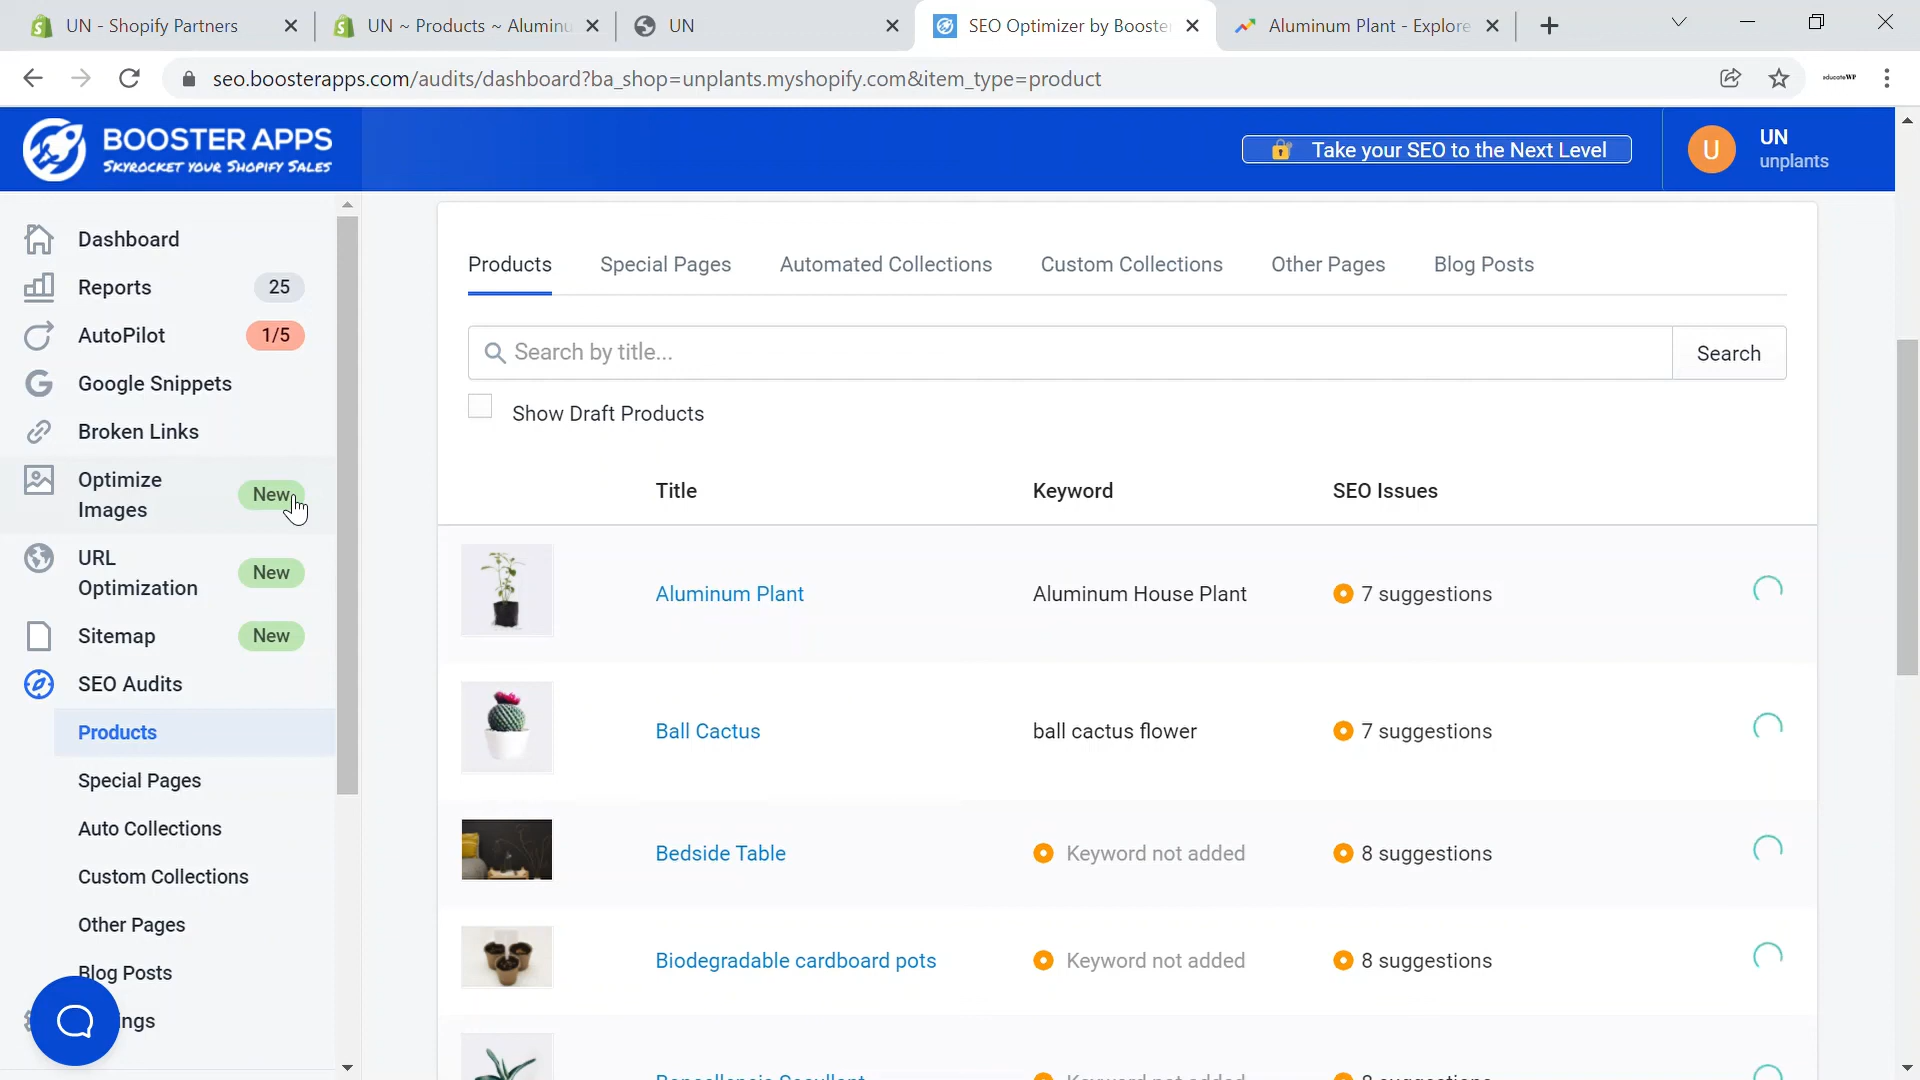 UN - Shopify Partners
UN ~ Products ~ Aluminu
UN
SEO Optimizer by Booste
Aluminum Plant - Explore
seo.boosterapps.com/audits/dashboard?ba_shop=unplants.myshopify.com&item_type=product
educateWP
BOOSTER APPS
SKYROCKET YOUR SHOPIFY SALES
Take your SEO to the Next Level
U
UN
unplants
Dashboard
Reports 25
AutoPilot 1/5
Google Snippets
Broken Links
Optimize
Images
New
URL
Optimization
New
Sitemap New
SEO Audits
Products
Special Pages
Auto Collections
Custom Collections
Other Pages
Blog Posts
ngs
Products Special Pages Automated Collections Custom Collections Other Pages Blog Posts
Search by title... Search
Show Draft Products
Title Keyword SEO Issues
Aluminum Plant Aluminum House Plant 7 suggestions
Ball Cactus ball cactus flower 7 suggestions
Bedside Table Keyword not added 8 suggestions
Biodegradable cardboard pots Keyword not added 8 suggestions